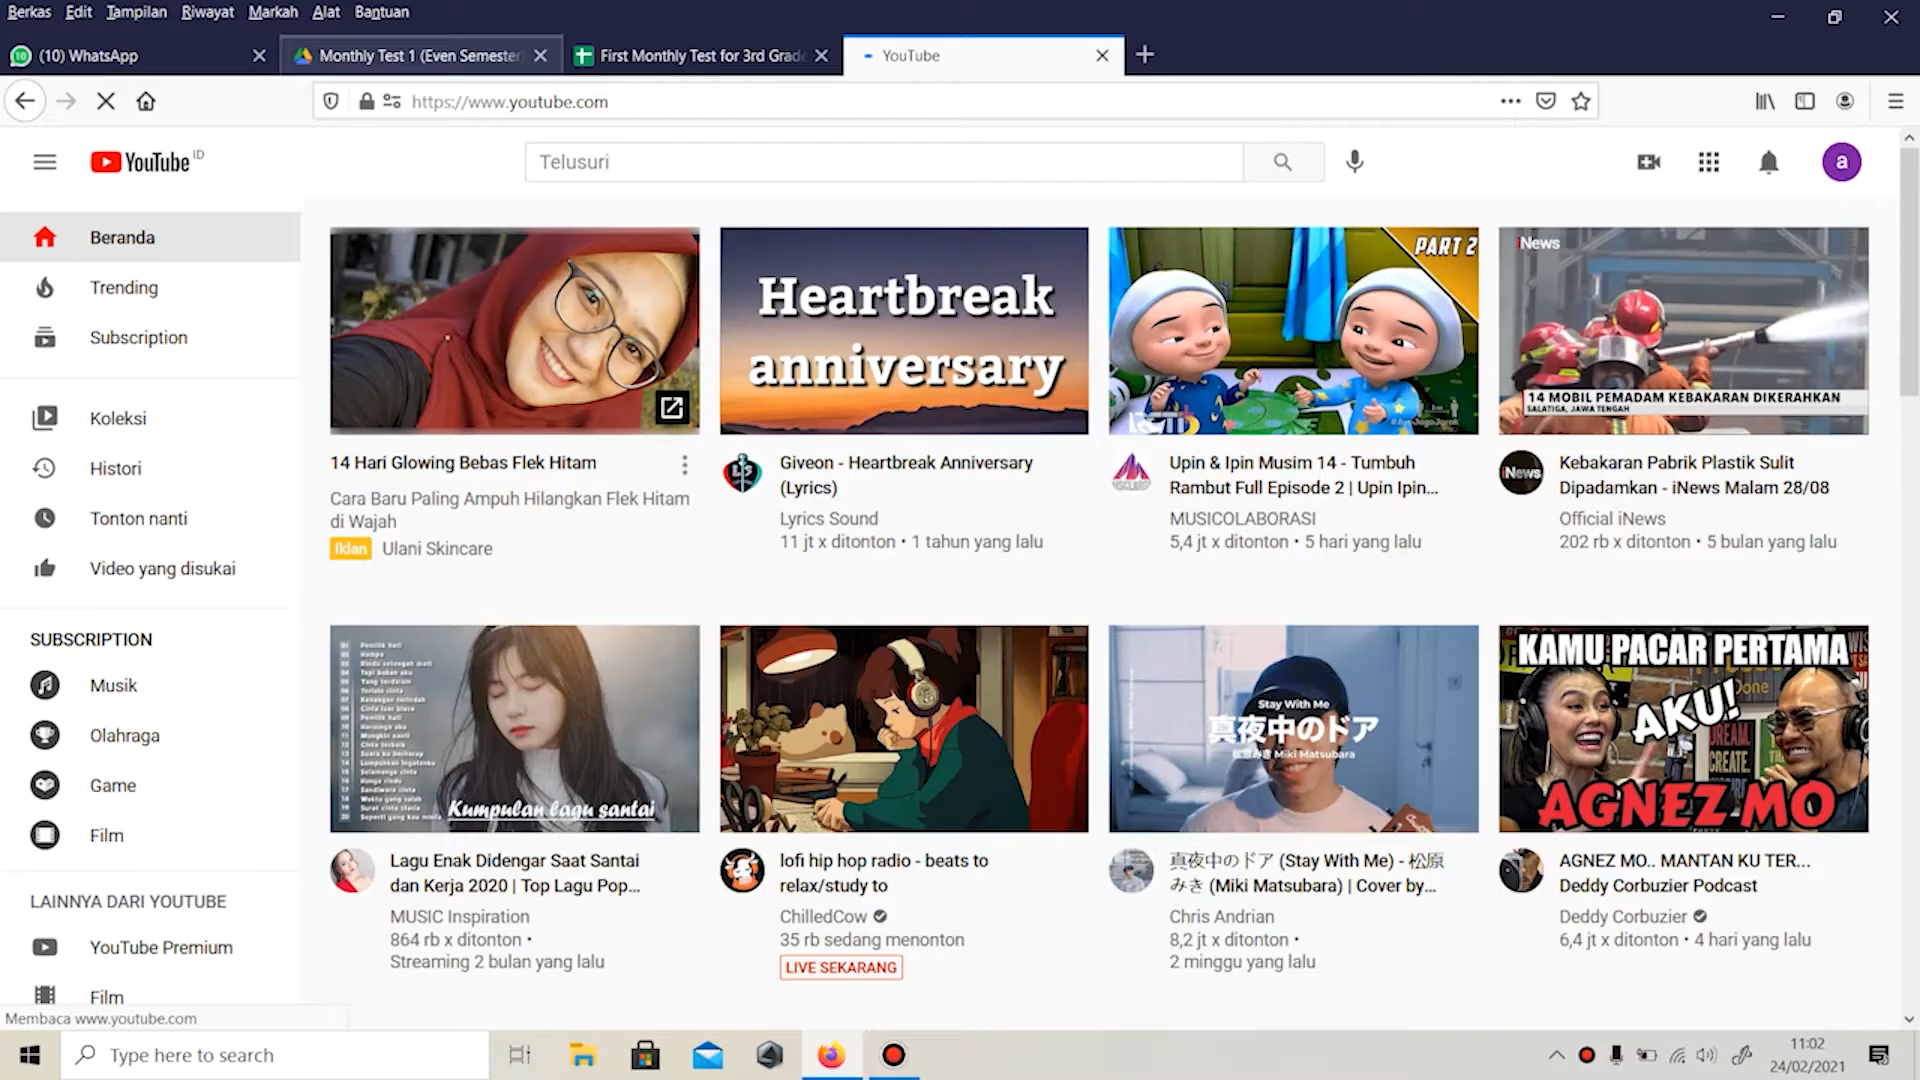 Berkas Edit Tampilan Riwayat Markah Alat Bantuan
(10) WhatsApp
Monthly Test 1 (Even Semester
First Monthly Test for 3rd Grade
YouTube
https://www.youtube.com
YouTube ID
Telusuri
a
Beranda
Trending
Subscription
Koleksi
Histori
Tonton nanti
Video yang disukai
SUBSCRIPTION
Musik
Olahraga
Game
Film
LAINNYA DARI YOUTUBE
YouTube Premium
Film
Membaca www.youtube.com
14 Hari Glowing Bebas Flek Hitam
Cara Baru Paling Ampuh Hilangkan Flek Hitam
di Wajah
Iklan Ulani Skincare
Heartbreak
anniversary
Giveon - Heartbreak Anniversary
(Lyrics)
Lyrics Sound
11 jt x ditonton • 1 tahun yang lalu
PART 2
Upin & Ipin Musim 14 - Tumbuh
Rambut Full Episode 2 | Upin Ipin...
MUSICOLABORASI
5,4 jt x ditonton • 5 hari yang lalu
iNews
14 MOBIL PEMADAM KEBAKARAN DIKERAHKAN
SALATIGA, JAWA TENGAH
iNews
Kebakaran Pabrik Plastik Sulit
Dipadamkan - iNews Malam 28/08
Official iNews
202 rb x ditonton • 5 bulan yang lalu
Kumpulan lagu santai
Lagu Enak Didengar Saat Santai
dan Kerja 2020 | Top Lagu Pop...
MUSIC Inspiration
864 rb x ditonton •
Streaming 2 bulan yang lalu
lofi hip hop radio - beats to
relax/study to
ChilledCow
35 rb sedang menonton
LIVE SEKARANG
Stay With Me
真夜中のドア
松原みき Miki Matsubara
真夜中のドア (Stay With Me) - 松原
みき (Miki Matsubara) | Cover by...
Chris Andrian
8,2 jt x ditonton •
2 minggu yang lalu
KAMU PACAR PERTAMA
AKU!
DREAM.
CREATE.
AGNEZ MO
AGNEZ MO.. MANTAN KU TER...
Deddy Corbuzier Podcast
Deddy Corbuzier
6,4 jt x ditonton • 4 hari yang lalu
Type here to search
11:02
24/02/2021